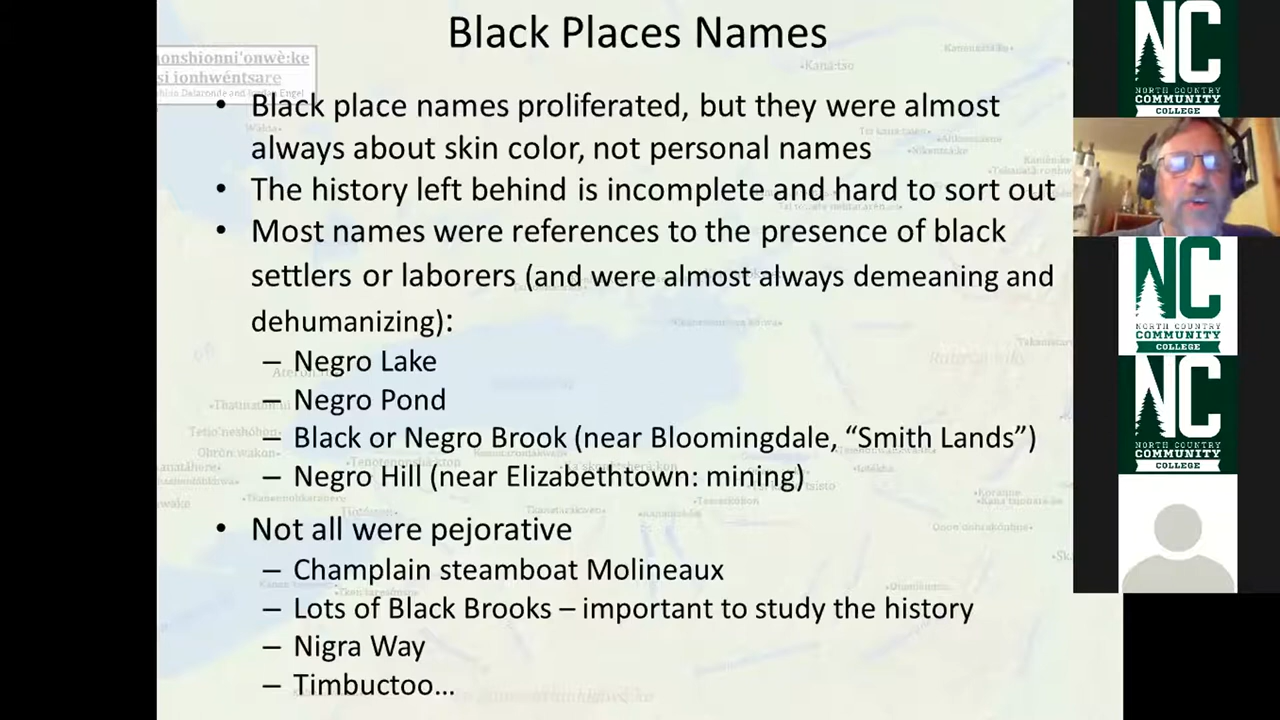 Black Places Names
onshionni'onwè:ke
si ionhwéntsare
• Black place names proliferated, but they were almost
always about skin color, not personal names
• The history left behind is incomplete and hard to sort out
• Most names were references to the presence of black
settlers or laborers (and were almost always demeaning and
dehumanizing):
– Negro Lake
– Negro Pond
– Black or Negro Brook (near Bloomingdale, “Smith Lands”)
– Negro Hill (near Elizabethtown: mining)
• Not all were pejorative
– Champlain steamboat Molineaux
– Lots of Black Brooks – important to study the history
– Nigra Way
– Timbuctoo…
NC
NORTH COUNTRY
COMMUNITY
COLLEGE
NC
NORTH COUNTRY
COMMUNITY
COLLEGE
NC
NORTH COUNTRY
COMMUNITY
COLLEGE